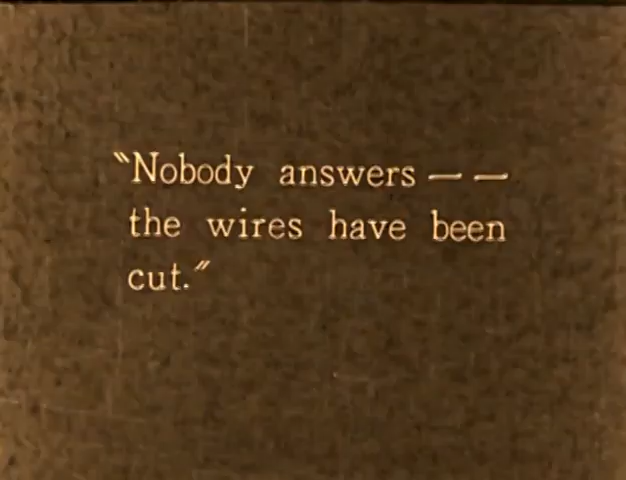 "Nobody answers — —
the wires have been
cut."